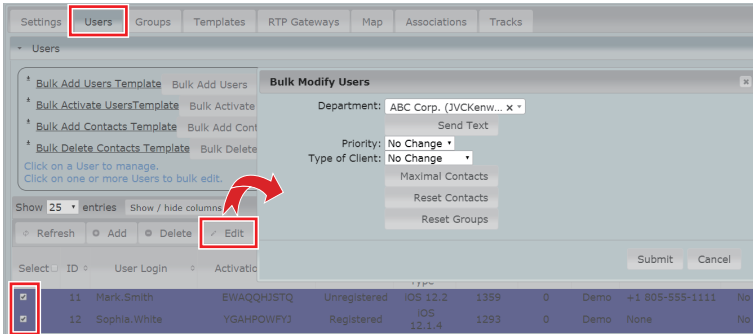 Settings Users Groups Templates RTP Gateways Map Associations Tracks
Users
Bulk Add Users Template Bulk Add Users
Bulk Activate UsersTemplate Bulk Activate
Bulk Add Contacts Template Bulk Add Cont
Bulk Delete Contacts Template Bulk Delete
Click on a User to manage.
Click on one or more Users to bulk edit.
Show 25 entries Show / hide columns
Refresh Add Delete Edit
Bulk Modify Users
Department: ABC Corp. (JVCKenw... x
Send Text
Priority: No Change
Type of Client: No Change
Maximal Contacts
Reset Contacts
Reset Groups
Submit Cancel
Select ID User Login Activatio
Type
11 Mark.Smith EWAQQHJSTQ Unregistered IOS 12.2 1359 0 Demo +1 805-555-1111 No
12 Sophia.White YGAHPOWFYJ Registered IOS 12.1.4 1293 0 Demo None No